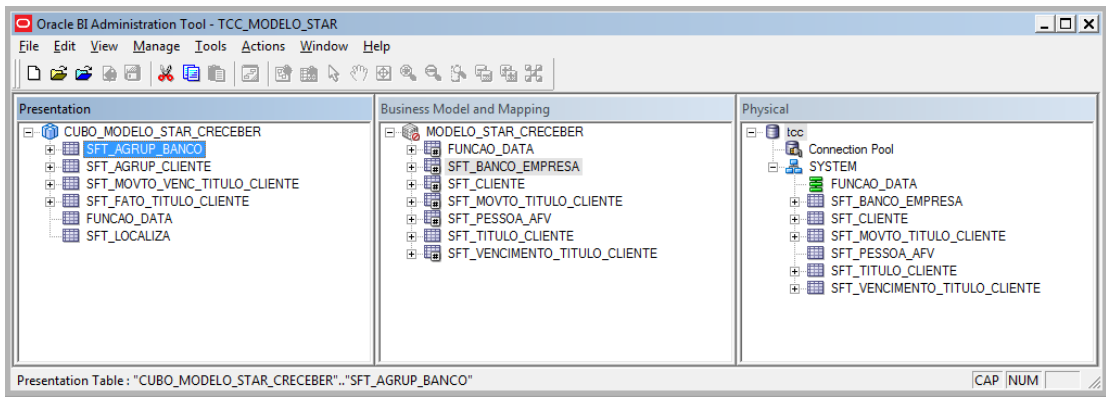 Oracle BI Administration Tool - TCC_MODELO_STAR
File Edit View Manage Tools Actions Window Help
Presentation
CUBO_MODELO_STAR_CRECEBER
SFT_AGRUP_BANCO
SFT_AGRUP_CLIENTE
SFT_MOVTO_VENC_TITULO_CLIENTE
SFT_FATO_TITULO_CLIENTE
FUNCAO_DATA
SFT_LOCALIZA
Business Model and Mapping
MODELO_STAR_CRECEBER
FUNCAO_DATA
SFT_BANCO_EMPRESA
SFT_CLIENTE
SFT_MOVTO_TITULO_CLIENTE
SFT_PESSOA_AFV
SFT_TITULO_CLIENTE
SFT_VENCIMENTO_TITULO_CLIENTE
Physical
tcc
Connection Pool
SYSTEM
FUNCAO_DATA
SFT_BANCO_EMPRESA
SFT_CLIENTE
SFT_MOVTO_TITULO_CLIENTE
SFT_PESSOA_AFV
SFT_TITULO_CLIENTE
SFT_VENCIMENTO_TITULO_CLIENTE
Presentation Table : "CUBO_MODELO_STAR_CRECEBER".."SFT_AGRUP_BANCO"
CAP NUM